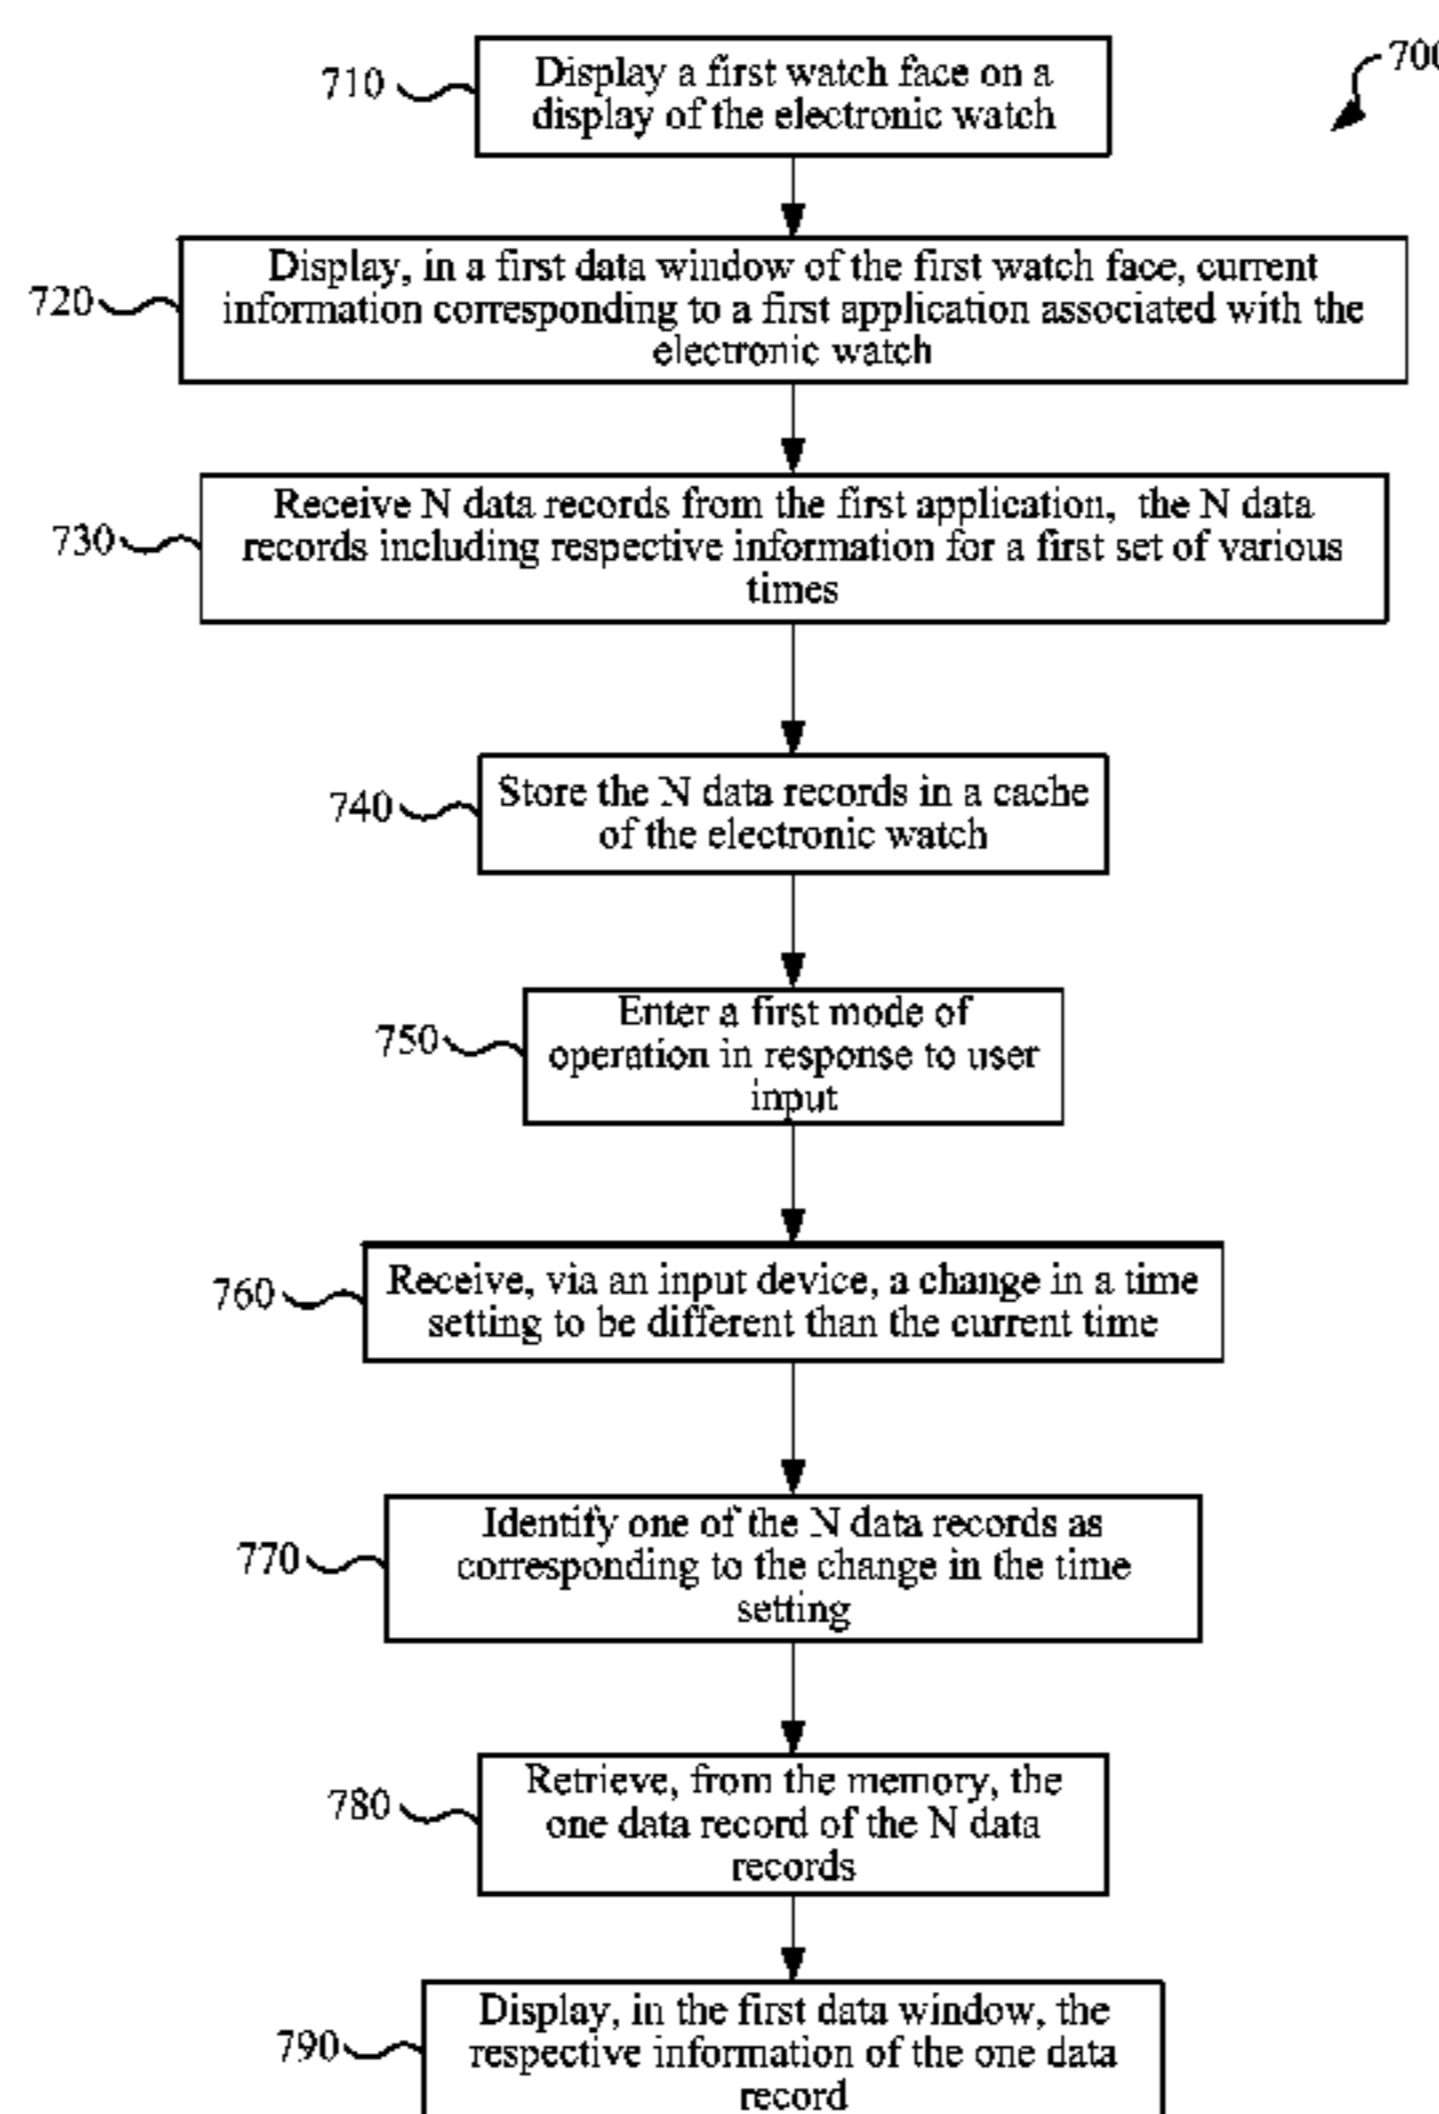 700
710
Display a first watch face on a
display of the electronic watch
720
Display, in a first data window of the first watch face, current
information corresponding to a first application associated with the
electronic watch
730
Receive N data records from the first application, the N data
records including respective information for a first set of various
times
740
Store the N data records in a cache
of the electronic watch
750
Enter a first mode of
operation in response to user
input
760
Receive, via an input device, a change in a time
setting to be different than the current time
770
Identify one of the N data records as
corresponding to the change in the time
setting
780
Retrieve, from the memory, the
one data record of the N data
records
790
Display, in the first data window, the
respective information of the one data
record